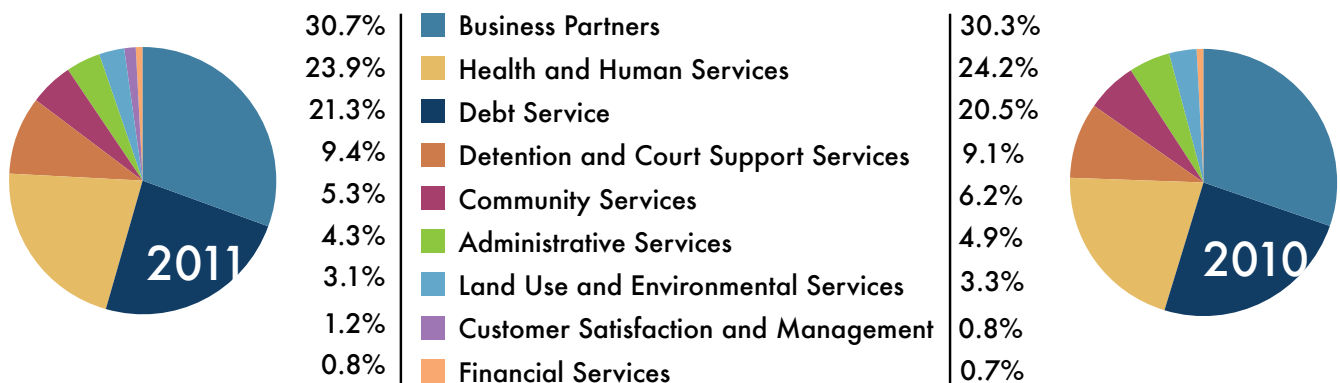 30.7% Business Partners 30.3%
23.9% Health and Human Services 24.2%
21.3% Debt Service 20.5%
9.4% Detention and Court Support Services 9.1%
5.3% Community Services 6.2%
4.3% Administrative Services 4.9%
3.1% Land Use and Environmental Services 3.3%
1.2% Customer Satisfaction and Management 0.8%
0.8% Financial Services 0.7%
2011
2010